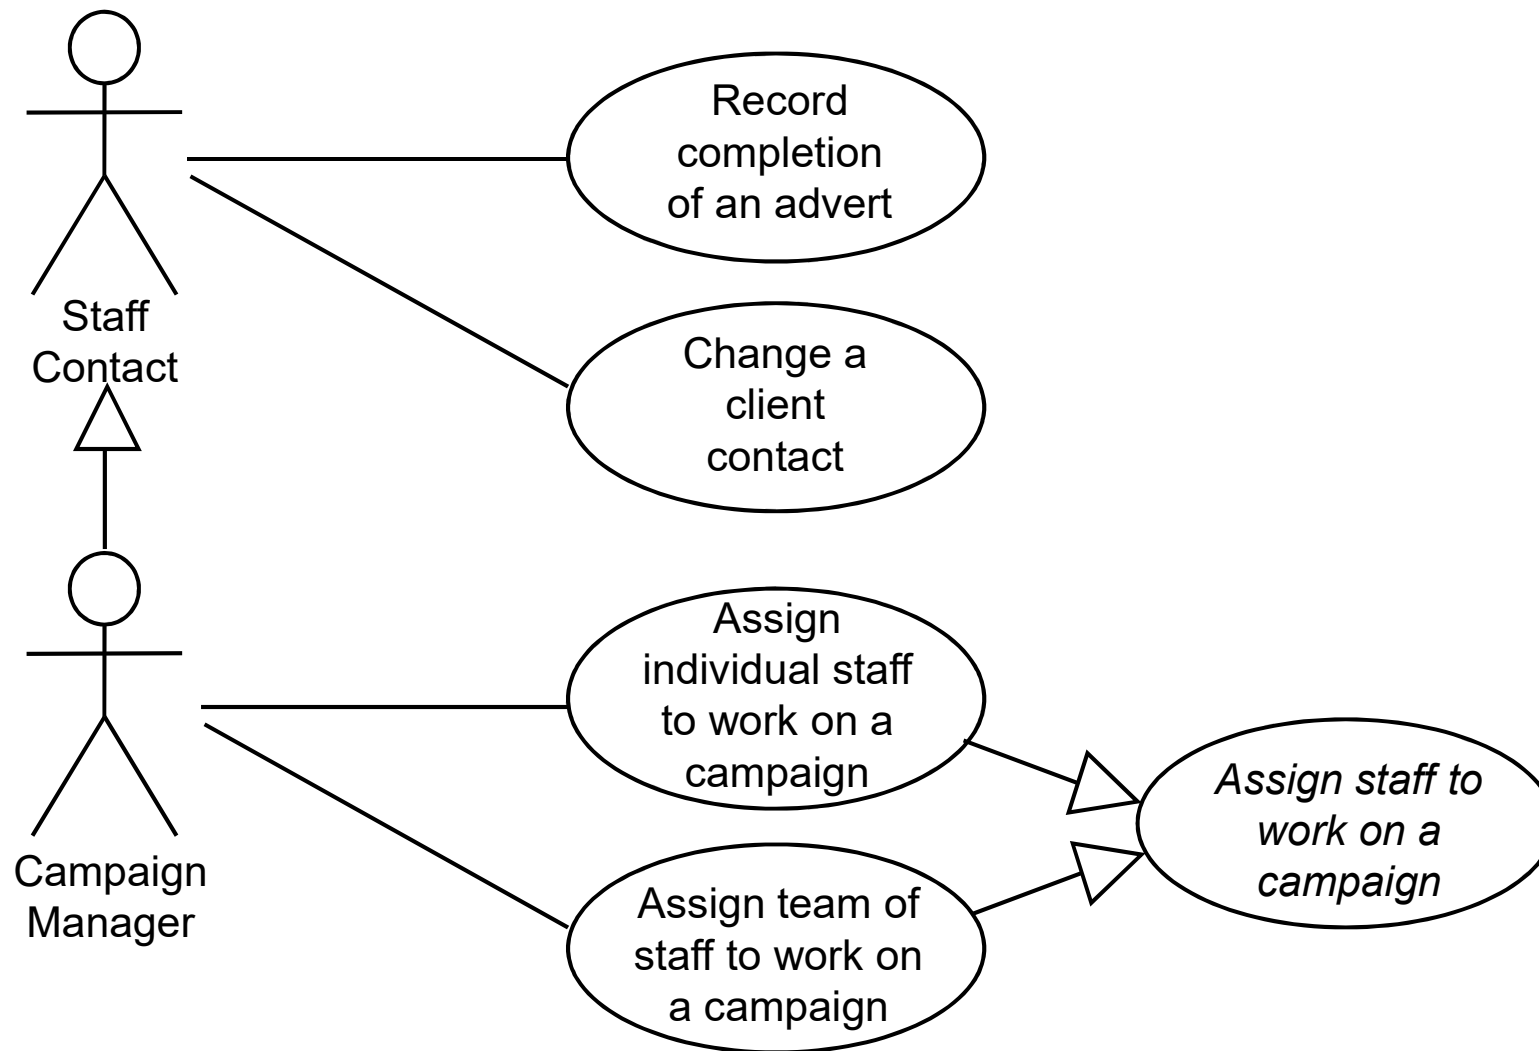 Record
completion
of an advert
Staff
Contact
Change a
client
contact
Assign
individual staff
to work on a
campaign
Assign staff to
work on a
campaign
Campaign
Manager
Assign team of
staff to work on
a campaign